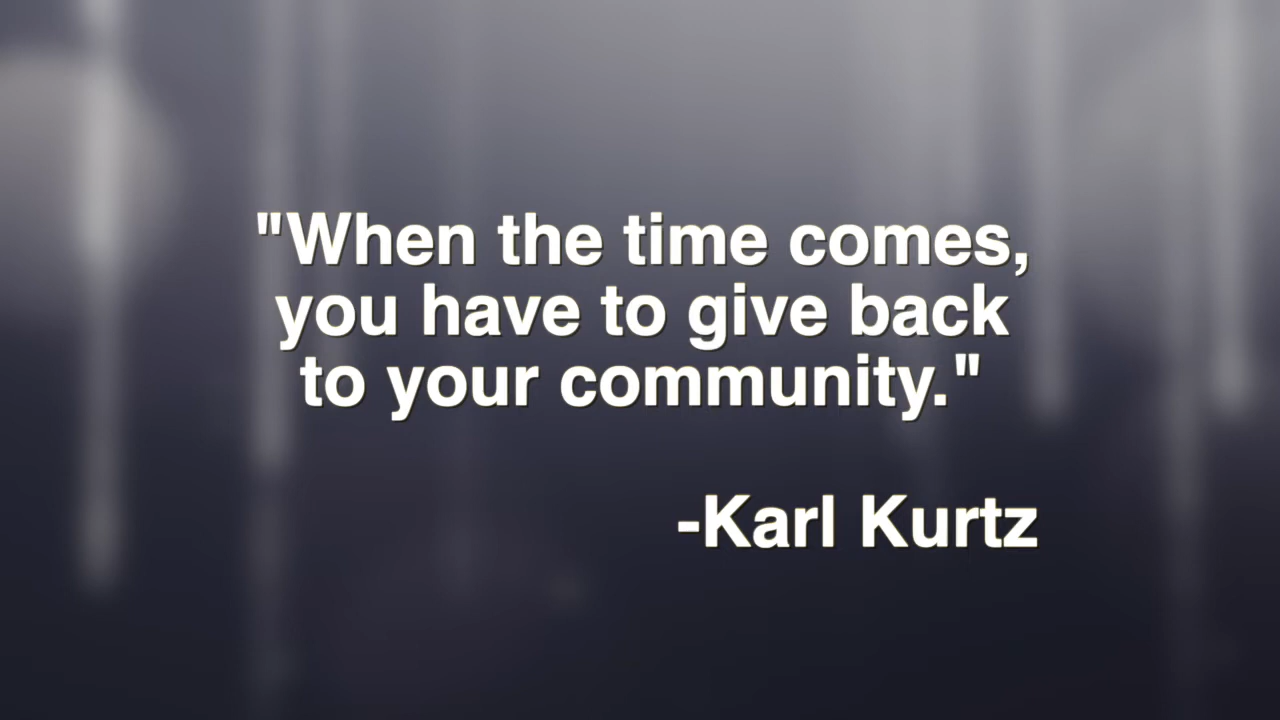 "When the time comes,
you have to give back
to your community."
-Karl Kurtz